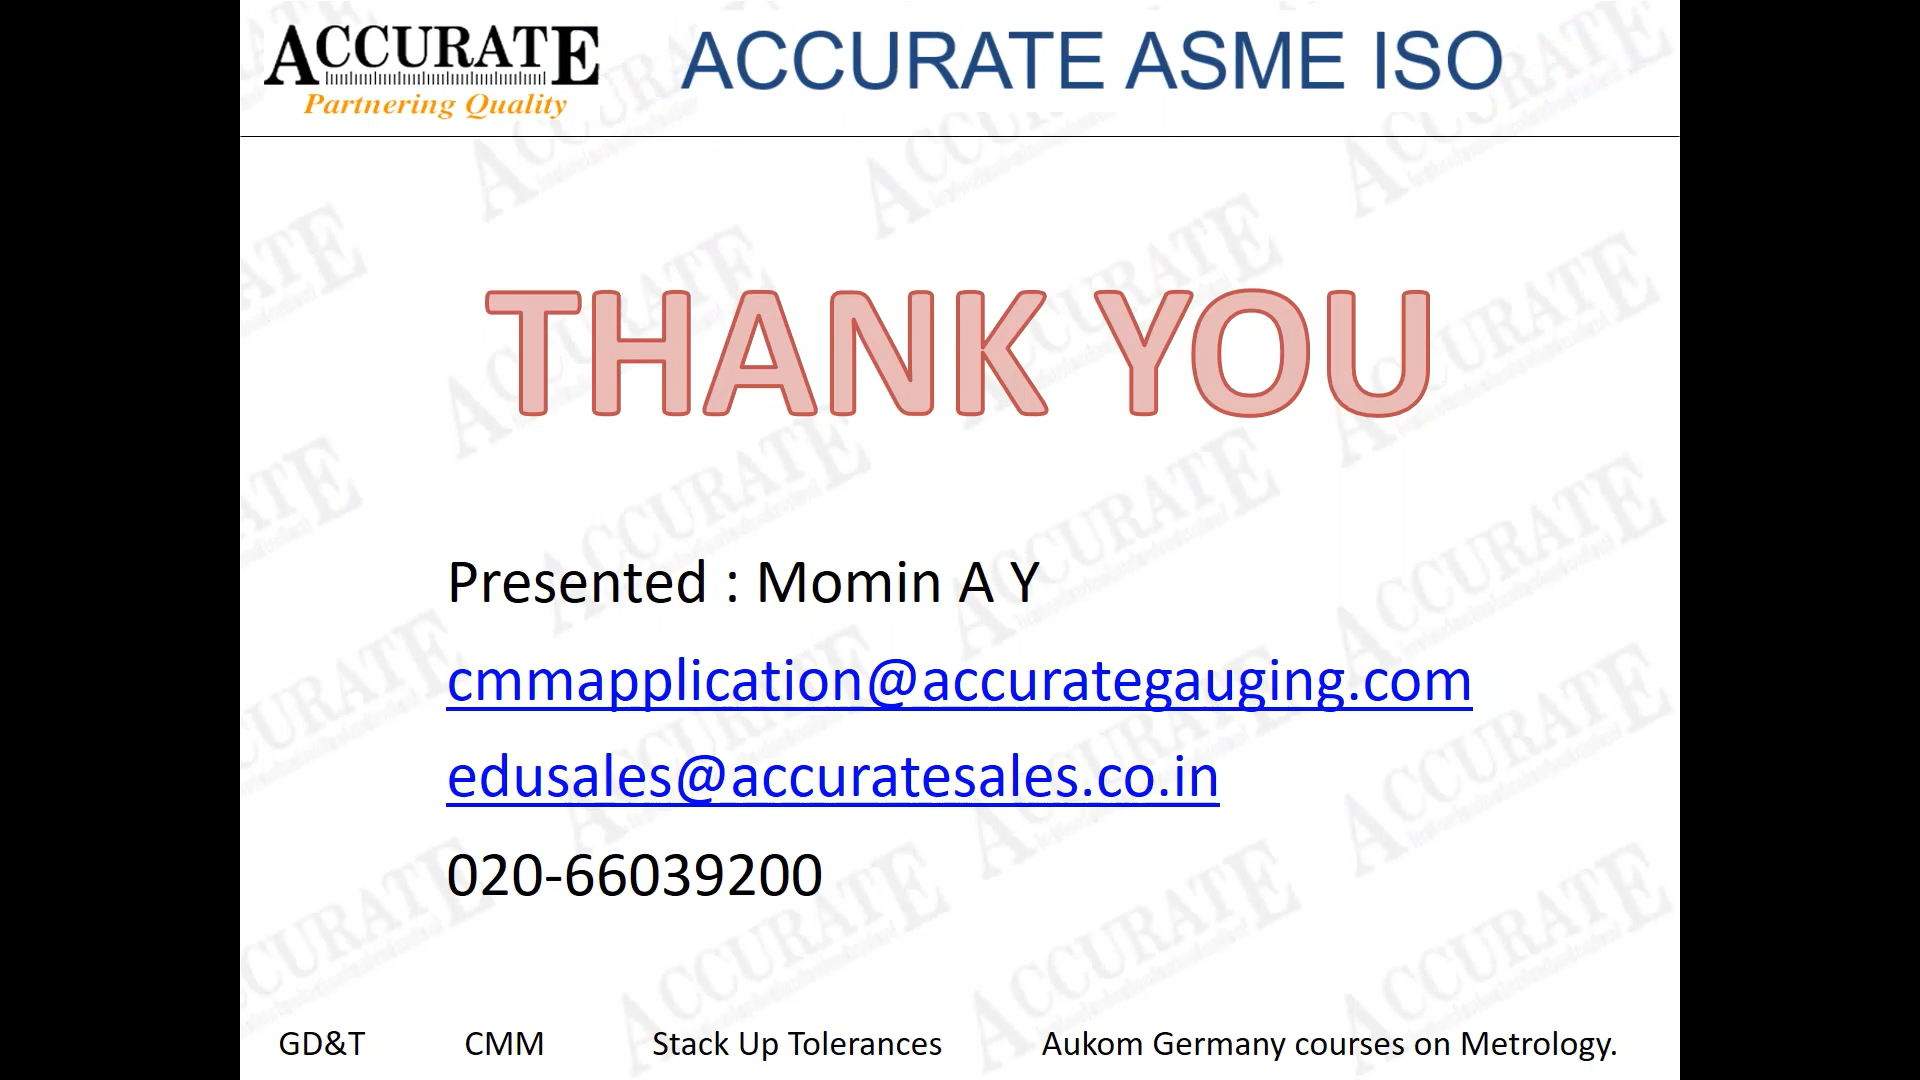 ACCURATE
Partnering Quality
ACCURATE ASME ISO
THANK YOU
Presented : Momin A Y
cmmapplication@accurategauging.com
edusales@accuratesales.co.in
020-66039200
GD&T CMM Stack Up Tolerances Aukom Germany courses on Metrology.